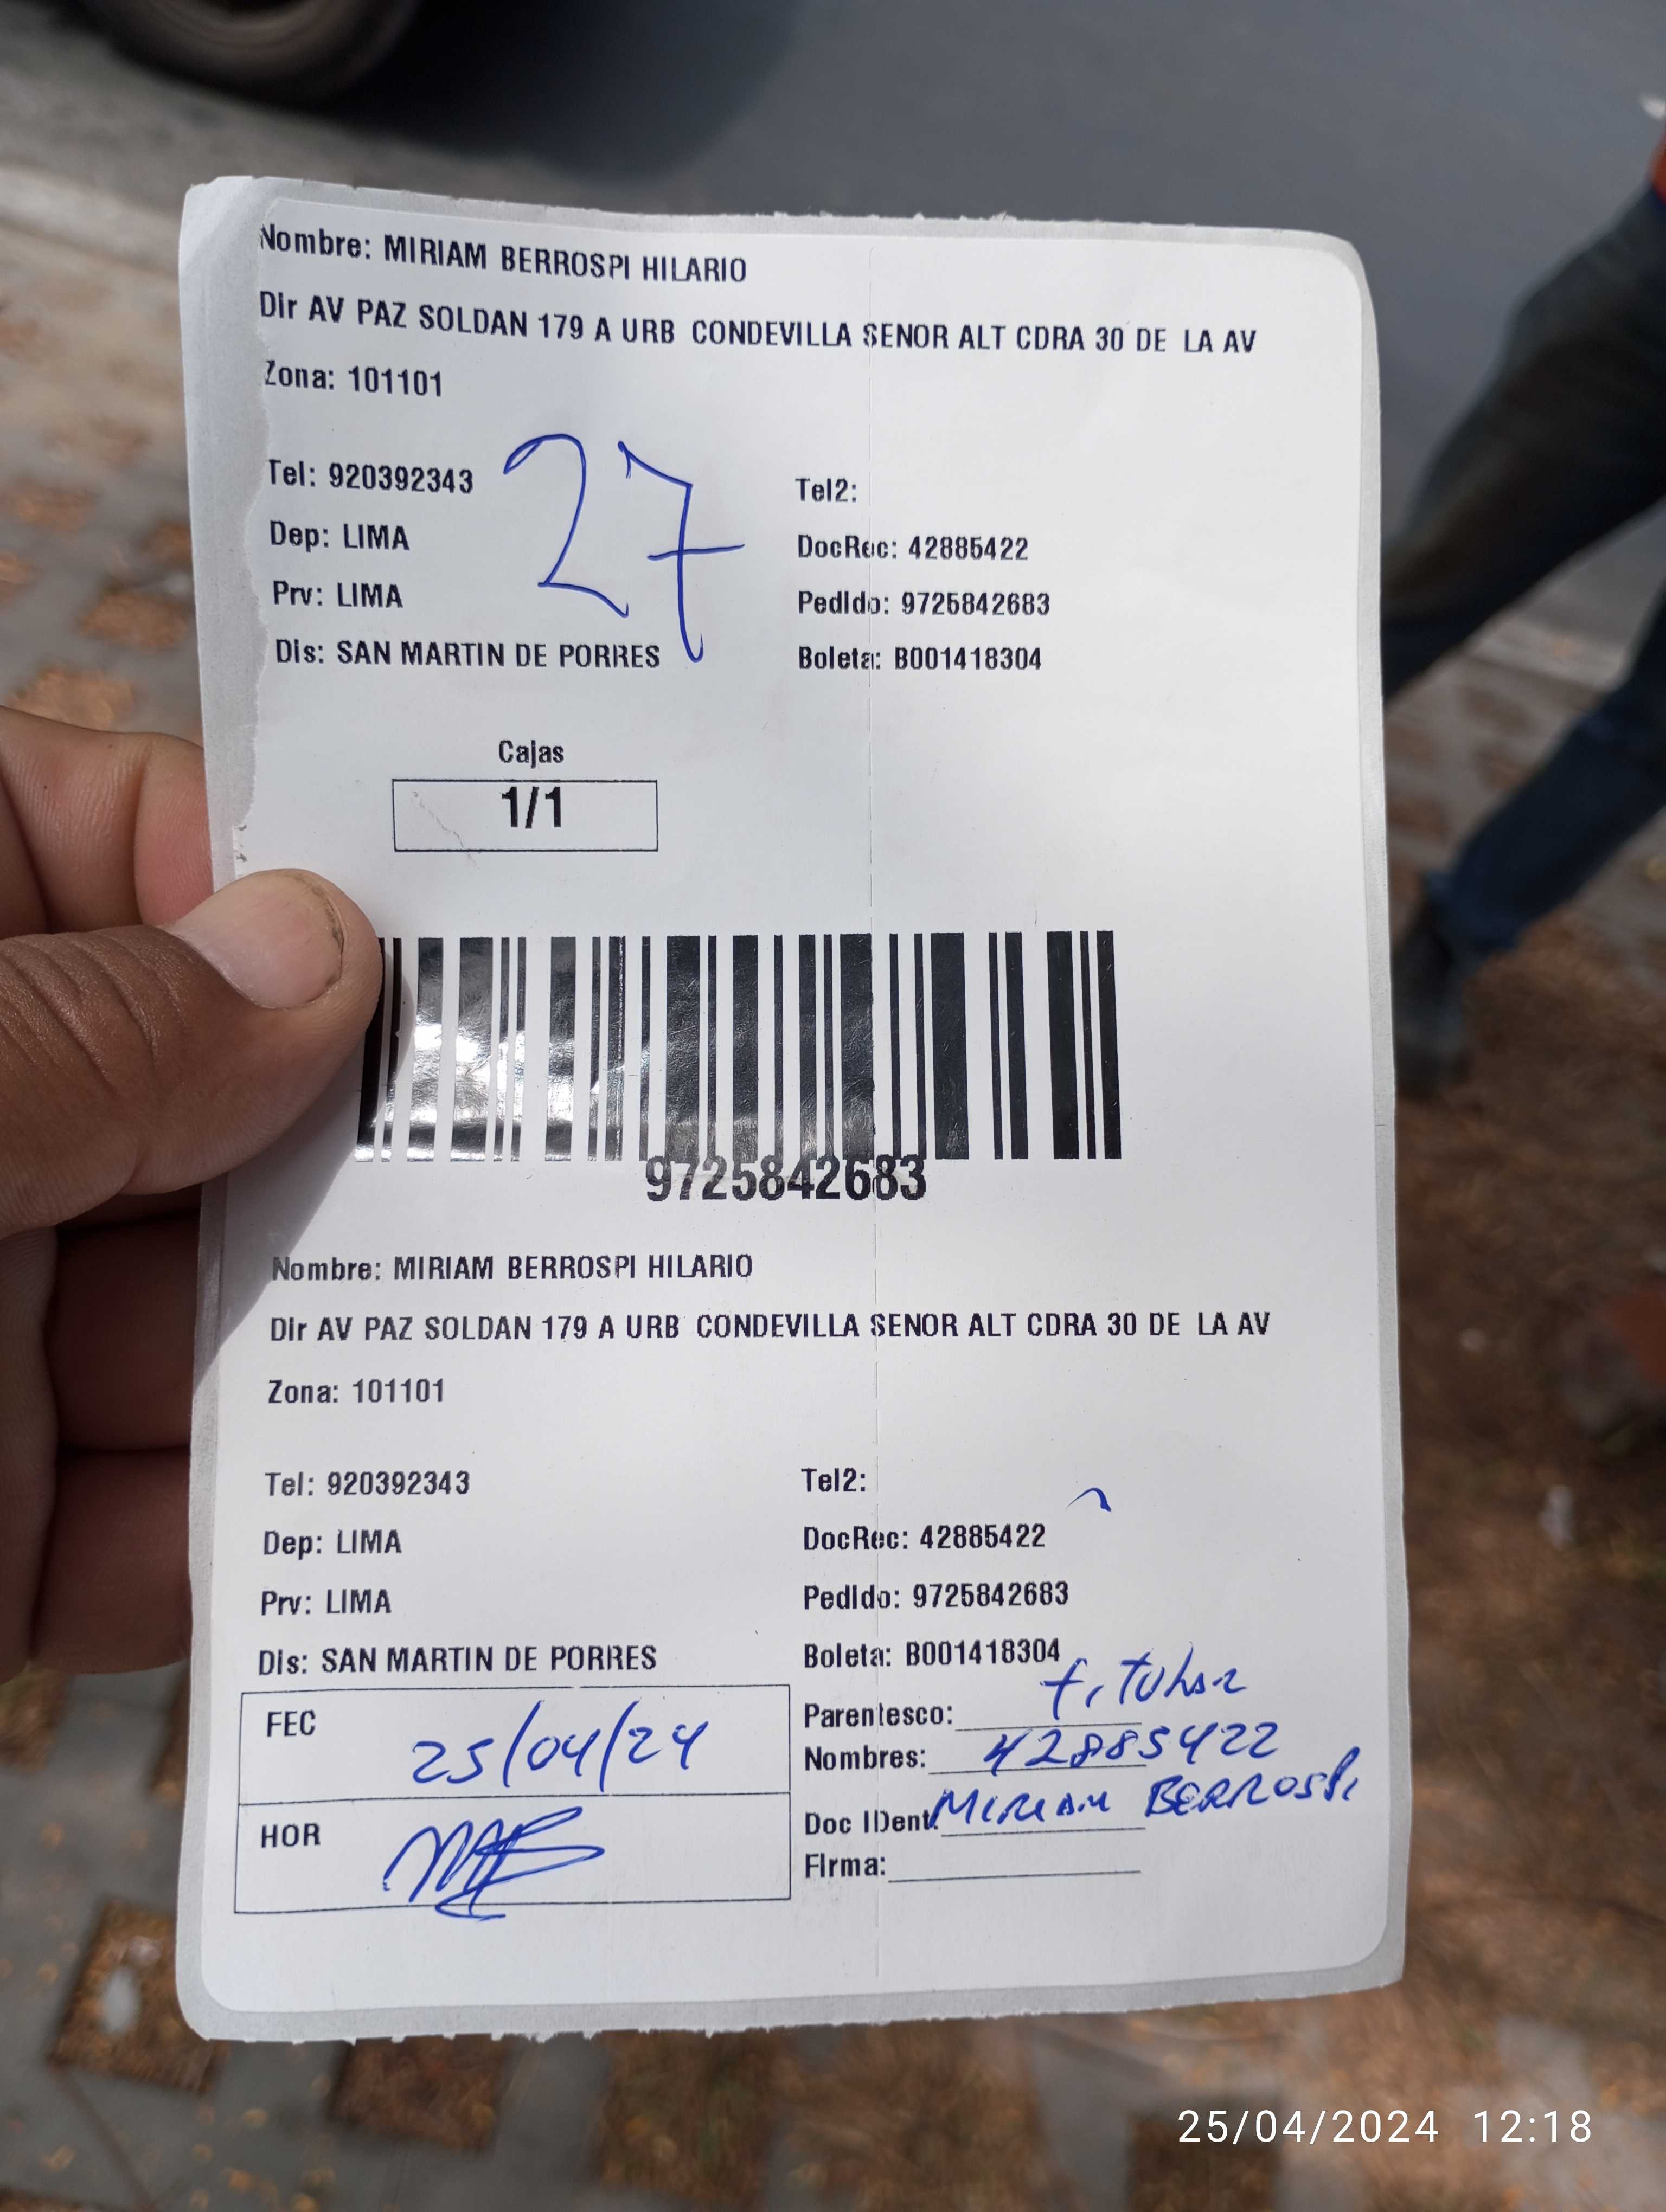 Nombre: MIRIAM BERROSPI HILARIO
Dir AV PAZ SOLDAN 179 A URB CONDEVILLA SENOR ALT CDRA 30 DE LA AV
Zona: 101101
27
Tel: 920392343 Tel2:
Dep: LIMA DocRec: 42885422
Prv: LIMA Pedido: 9725842683
Dis: SAN MARTIN DE PORRES Boleta: B001418304
Cajas
1/1
9725842683
Nombre: MIRIAM BERROSPI HILARIO
Dir AV PAZ SOLDAN 179 A URB CONDEVILLA SENOR ALT CDRA 30 DE LA AV
Zona: 101101
Tel: 920392343 Tel2:
Dep: LIMA DocRec: 42885422
Prv: LIMA Pedido: 9725842683
Dis: SAN MARTIN DE PORRES Boleta: B001418304
FEC 25/04/24
HOR
Parentesco: titular
Nombres: 42885422
Doc IDent: MIRIAM BERROSPI
Firma:
25/04/2024 12:18